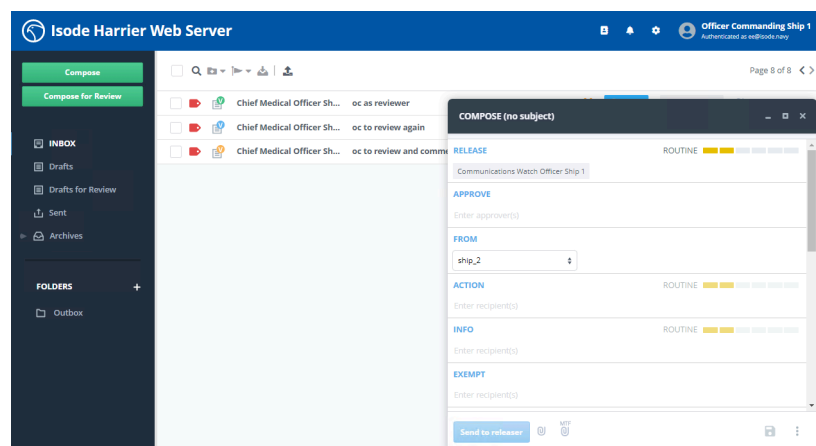 Isode Harrier Web Server
Officer Commanding Ship 1
Authenticated as ee@isode.navy
Compose
Compose for Review
INBOX
Drafts
Drafts for Review
Sent
Archives
FOLDERS +
Outbox
Page 8 of 8
V Chief Medical Officer Sh... oc as reviewer
V Chief Medical Officer Sh... oc to review again
V Chief Medical Officer Sh... oc to review and comme
COMPOSE (no subject)
RELEASE ROUTINE
Communications Watch Officer Ship 1
APPROVE
Enter approver(s)
FROM
ship_2
ACTION ROUTINE
Enter recipient(s)
INFO ROUTINE
Enter recipient(s)
EXEMPT
Enter recipient(s)
Send to releaser MTF